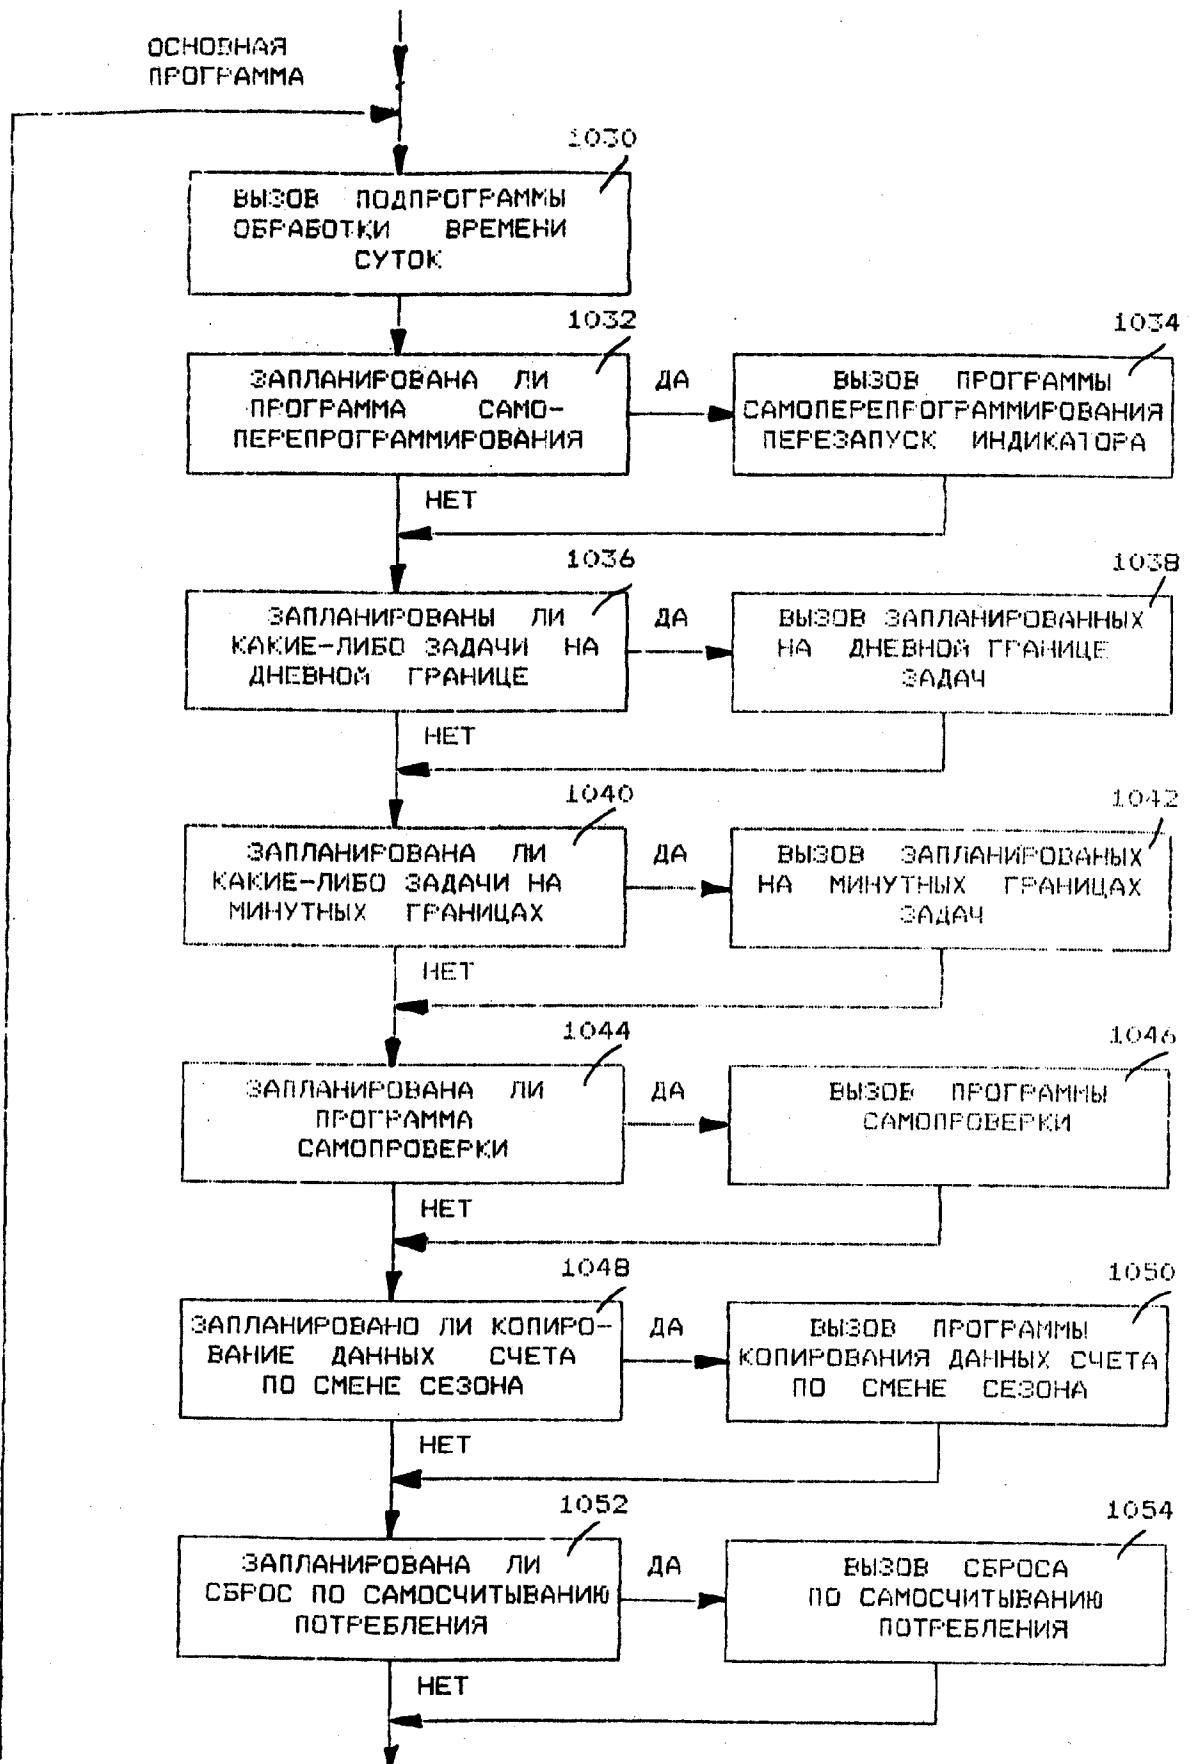 ОСНОВНАЯ
ПРОГРАММА
1030
ВЫЗОВ ПОДПРОГРАММЫ
ОБРАБОТКИ ВРЕМЕНИ
СУТОК
1032
ЗАПЛАНИРОВАНА ЛИ
ПРОГРАММА САМО-
ПЕРЕПРОГРАММИРОВАНИЯ
ДА
1034
ВЫЗОВ ПРОГРАММЫ
САМОПЕРЕПРОГРАММИРОВАНИЯ
ПЕРЕЗАПУСК ИНДИКАТОРА
НЕТ
1036
ЗАПЛАНИРОВАНЫ ЛИ
КАКИЕ-ЛИБО ЗАДАЧИ НА
ДНЕВНОЙ ГРАНИЦЕ
ДА
1038
ВЫЗОВ ЗАПЛАНИРОВАННЫХ
НА ДНЕВНОЙ ГРАНИЦЕ
ЗАДАЧ
НЕТ
1040
ЗАПЛАНИРОВАНА ЛИ
КАКИЕ-ЛИБО ЗАДАЧИ НА
МИНУТНЫХ ГРАНИЦАХ
ДА
1042
ВЫЗОВ ЗАПЛАНИРОВАНЫХ
НА МИНУТНЫХ ГРАНИЦАХ
ЗАДАЧ
НЕТ
1044
ЗАПЛАНИРОВАНА ЛИ
ПРОГРАММА
САМОПРОВЕРКИ
ДА
1046
ВЫЗОВ ПРОГРАММЫ
САМОПРОВЕРКИ
НЕТ
1048
ЗАПЛАНИРОВАНО ЛИ КОПИРО-
ВАНИЕ ДАННЫХ СЧЕТА
ПО СМЕНЕ СЕЗОНА
ДА
1050
ВЫЗОВ ПРОГРАММЫ
КОПИРОВАНИЯ ДАННЫХ СЧЕТА
ПО СМЕНЕ СЕЗОНА
НЕТ
1052
ЗАПЛАНИРОВАНА ЛИ
СБРОС ПО САМОСЧИТЫВАНИЮ
ПОТРЕБЛЕНИЯ
ДА
1054
ВЫЗОВ СБРОСА
ПО САМОСЧИТЫВАНИЮ
ПОТРЕБЛЕНИЯ
НЕТ